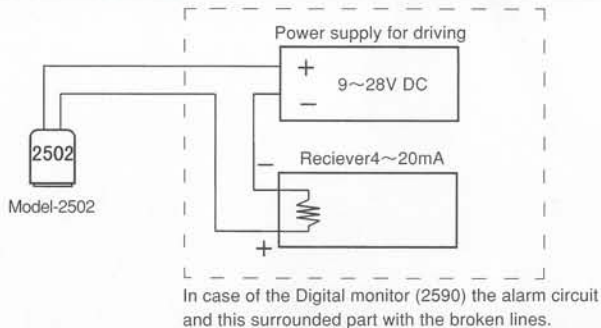 Power supply for driving
+
9～28V DC
−
2502
Model-2502
Reciever4～20mA
−
+
In case of the Digital monitor (2590) the alarm circuit
and this surrounded part with the broken lines.